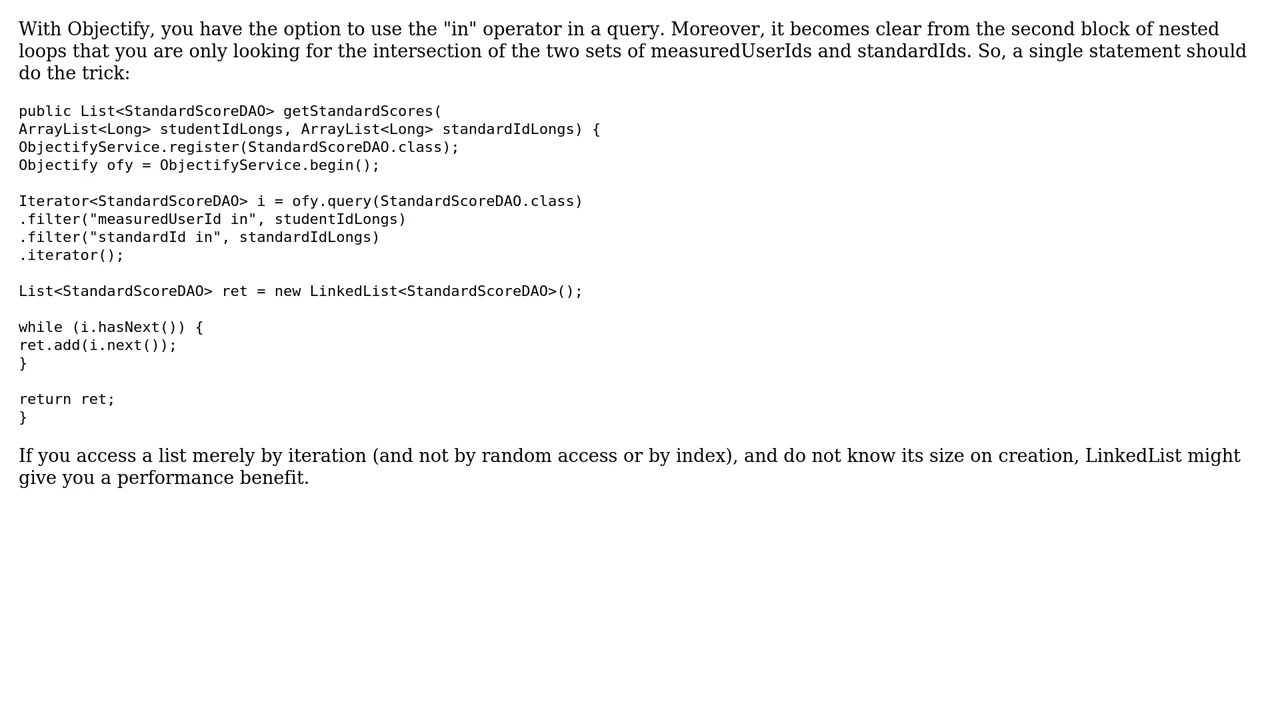 With Objectify, you have the option to use the "in" operator in a query. Moreover, it becomes clear from the second block of nested
loops that you are only looking for the intersection of the two sets of measuredUserIds and standardIds. So, a single statement should
do the trick:
public List<StandardScoreDAO> getStandardScores(
ArrayList<Long> studentIdLongs, ArrayList<Long> standardIdLongs) {
ObjectifyService.register(StandardScoreDAO.class);
Objectify ofy = ObjectifyService.begin();
Iterator<StandardScoreDAO> i = ofy.query(StandardScoreDAO.class)
.filter("measuredUserId in", studentIdLongs)
.filter("standardId in", standardIdLongs)
.iterator();
List<StandardScoreDAO> ret = new LinkedList<StandardScoreDAO>();
while (i.hasNext()) {
ret.add(i.next());
}
return ret;
}
If you access a list merely by iteration (and not by random access or by index), and do not know its size on creation, LinkedList might
give you a performance benefit.